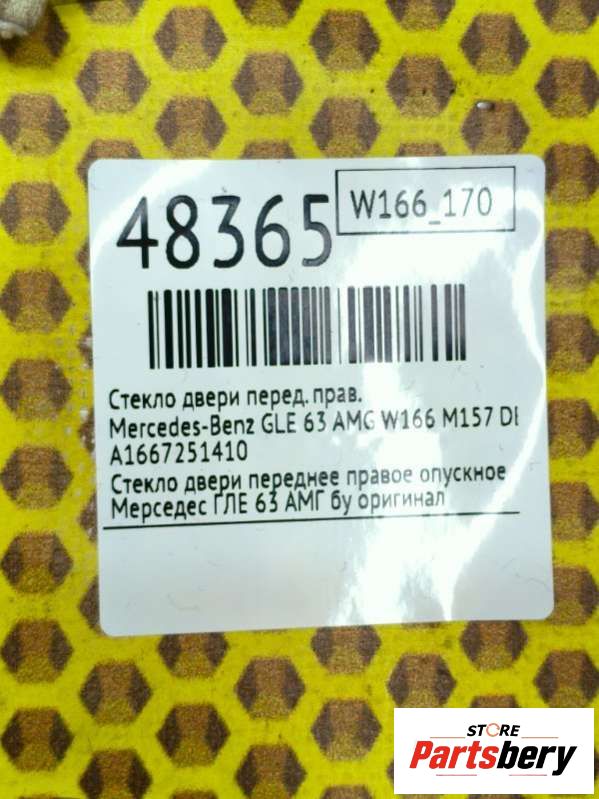 48365
W166_170
Стекло двери перед. прав.
Mercedes-Benz GLE 63 AMG W166 M157 DE
A1667251410
Стекло двери переднее правое опускное
Мерседес ГЛЕ 63 АМГ бу оригинал
STORE
Partsbery